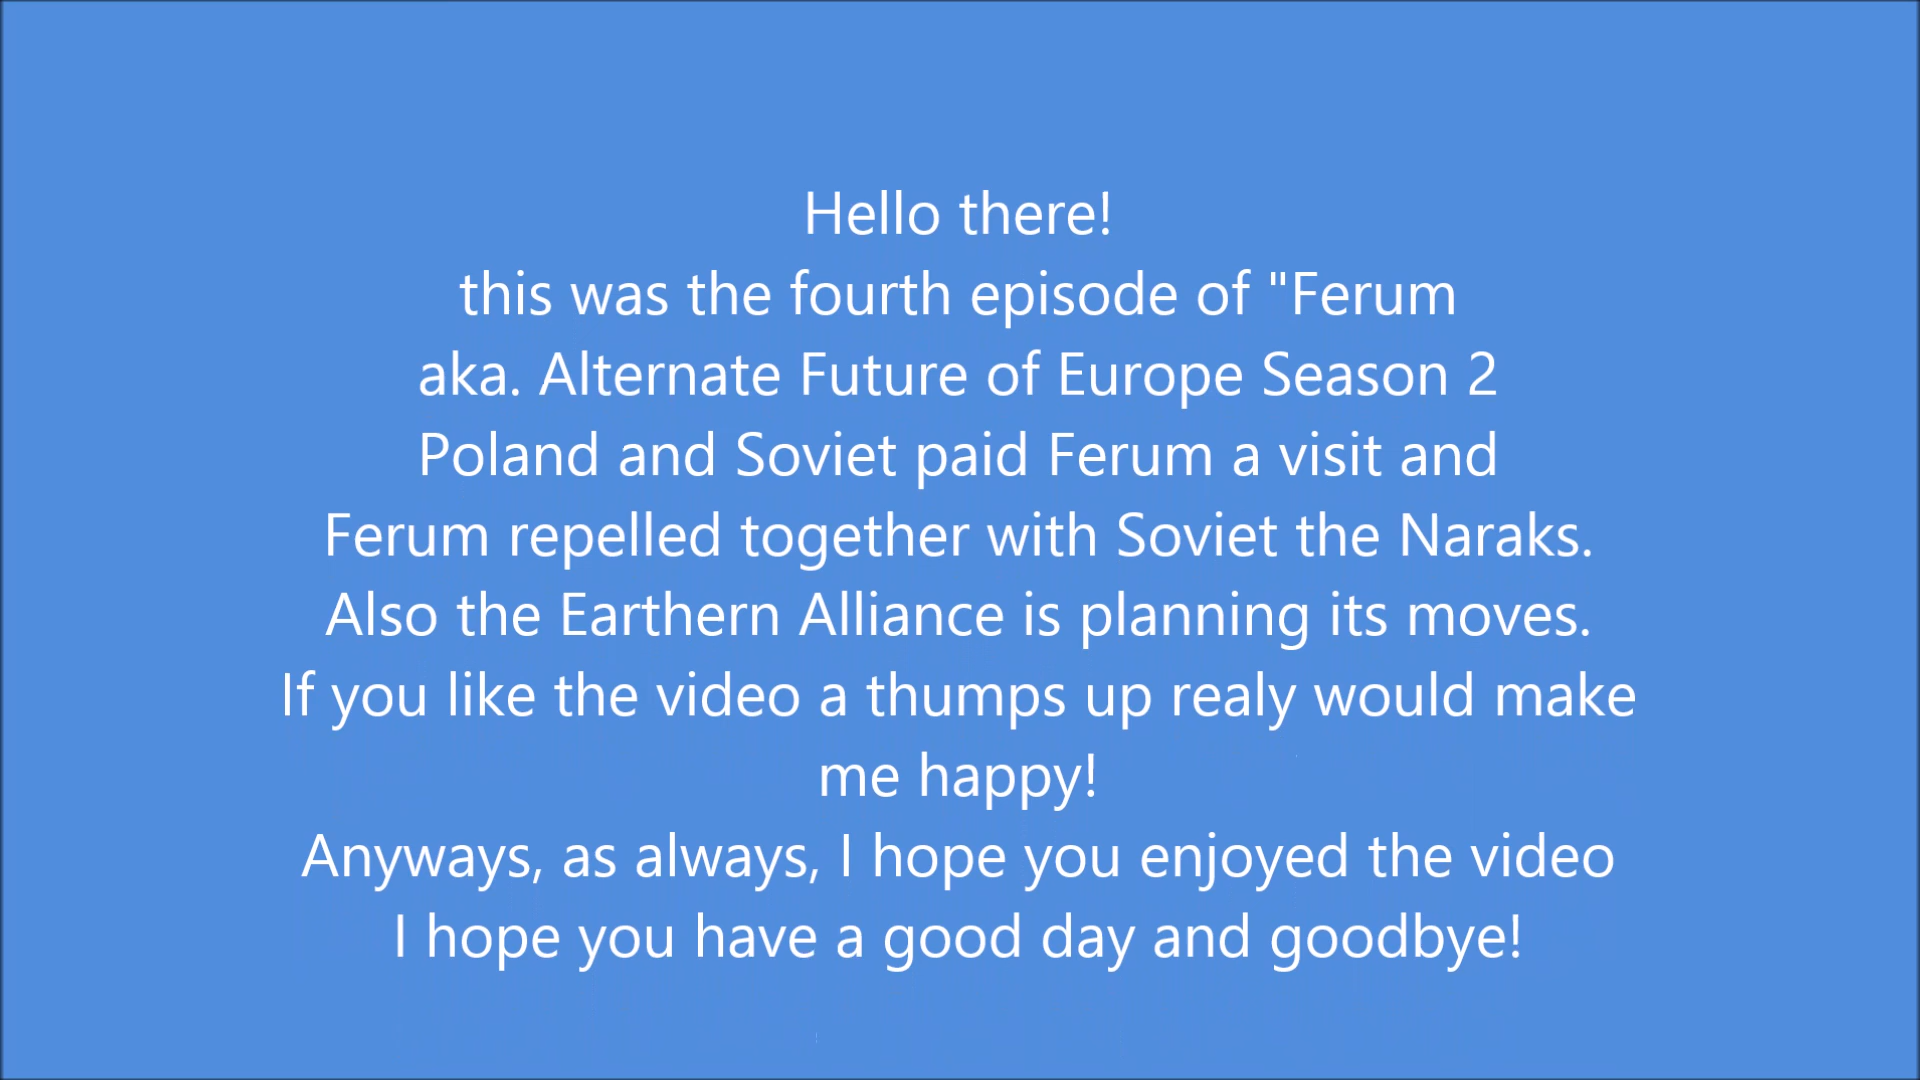 Hello there!
this was the fourth episode of "Ferum
aka. Alternate Future of Europe Season 2
Poland and Soviet paid Ferum a visit and
Ferum repelled together with Soviet the Naraks.
Also the Earthern Alliance is planning its moves.
If you like the video a thumps up realy would make
me happy!
Anyways, as always, I hope you enjoyed the video
I hope you have a good day and goodbye!